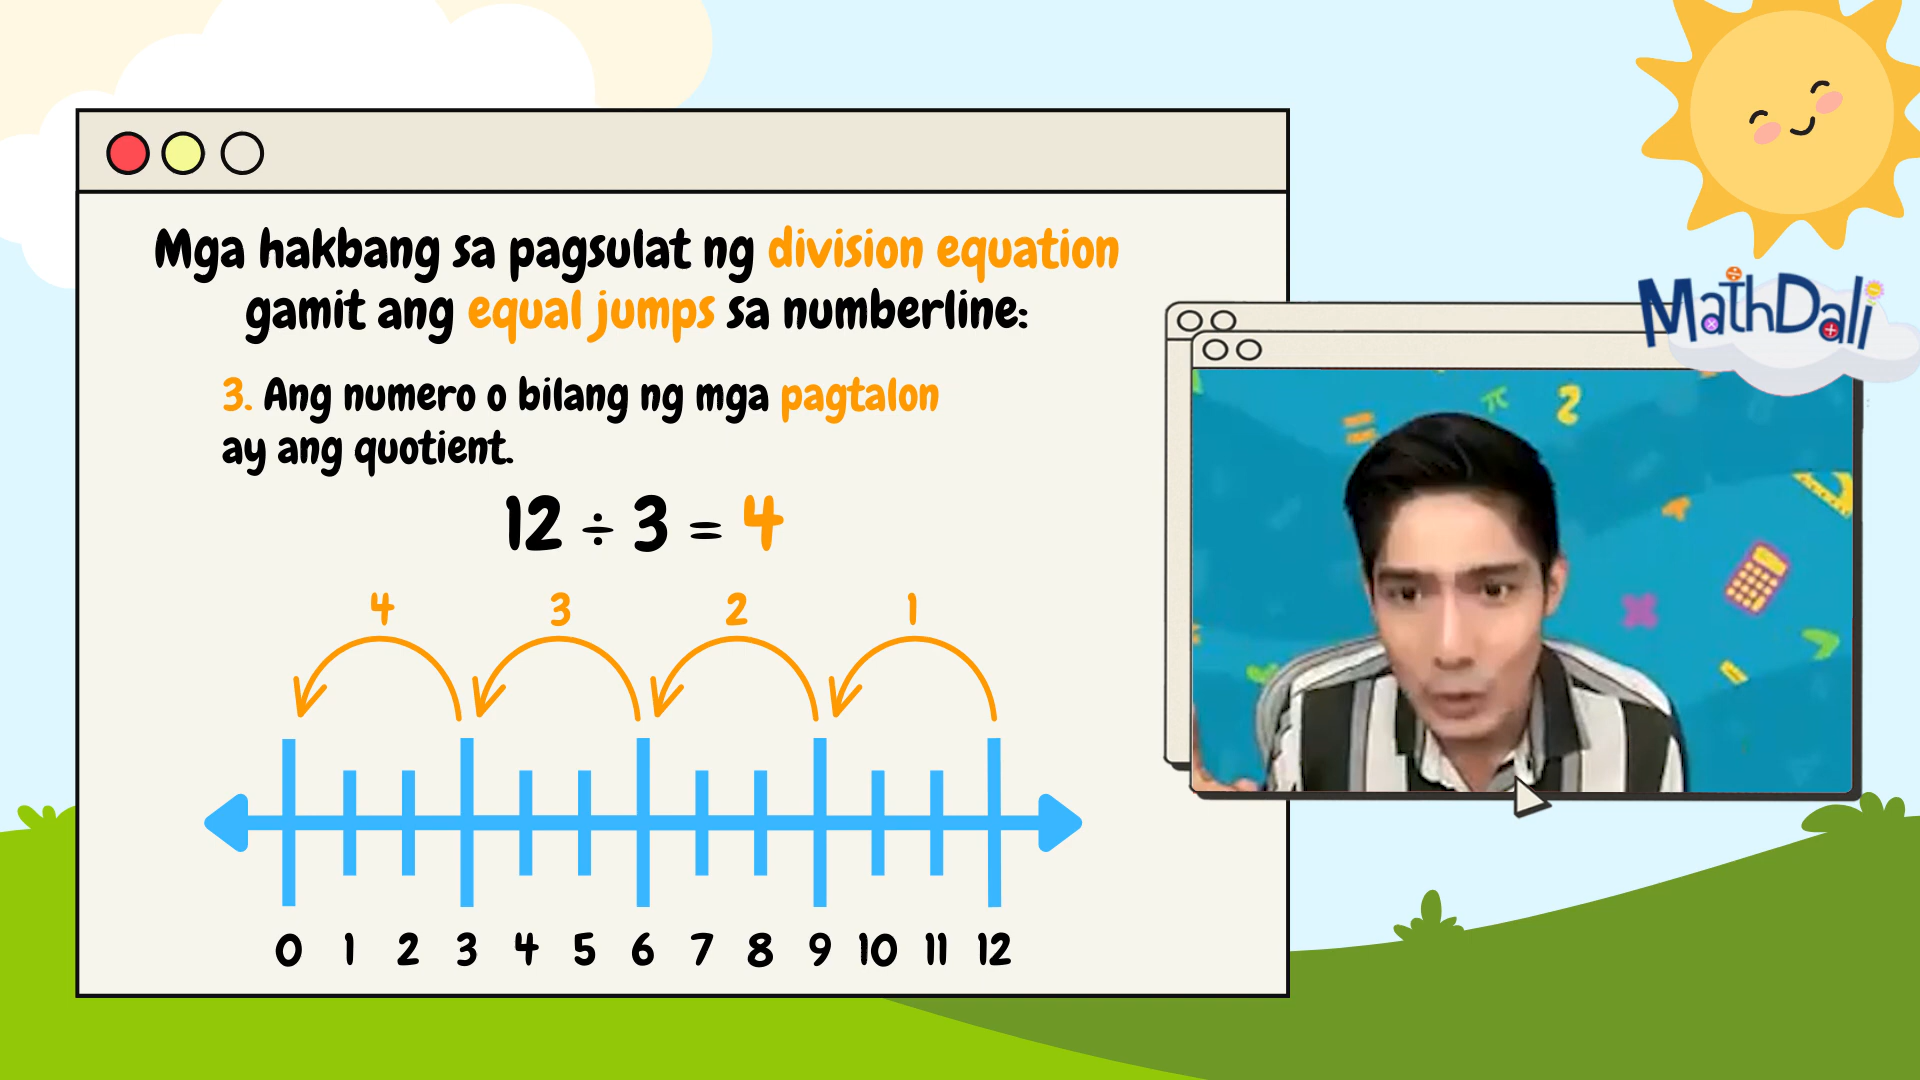 Mga hakbang sa pagsulat ng division equation
gamit ang equal jumps sa numberline:
3. Ang numero o bilang ng mga pagtalon
ay ang quotient.
12 ÷ 3 = 4
4 3 2 1
0 1 2 3 4 5 6 7 8 9 10 11 12
MathDali
π 2